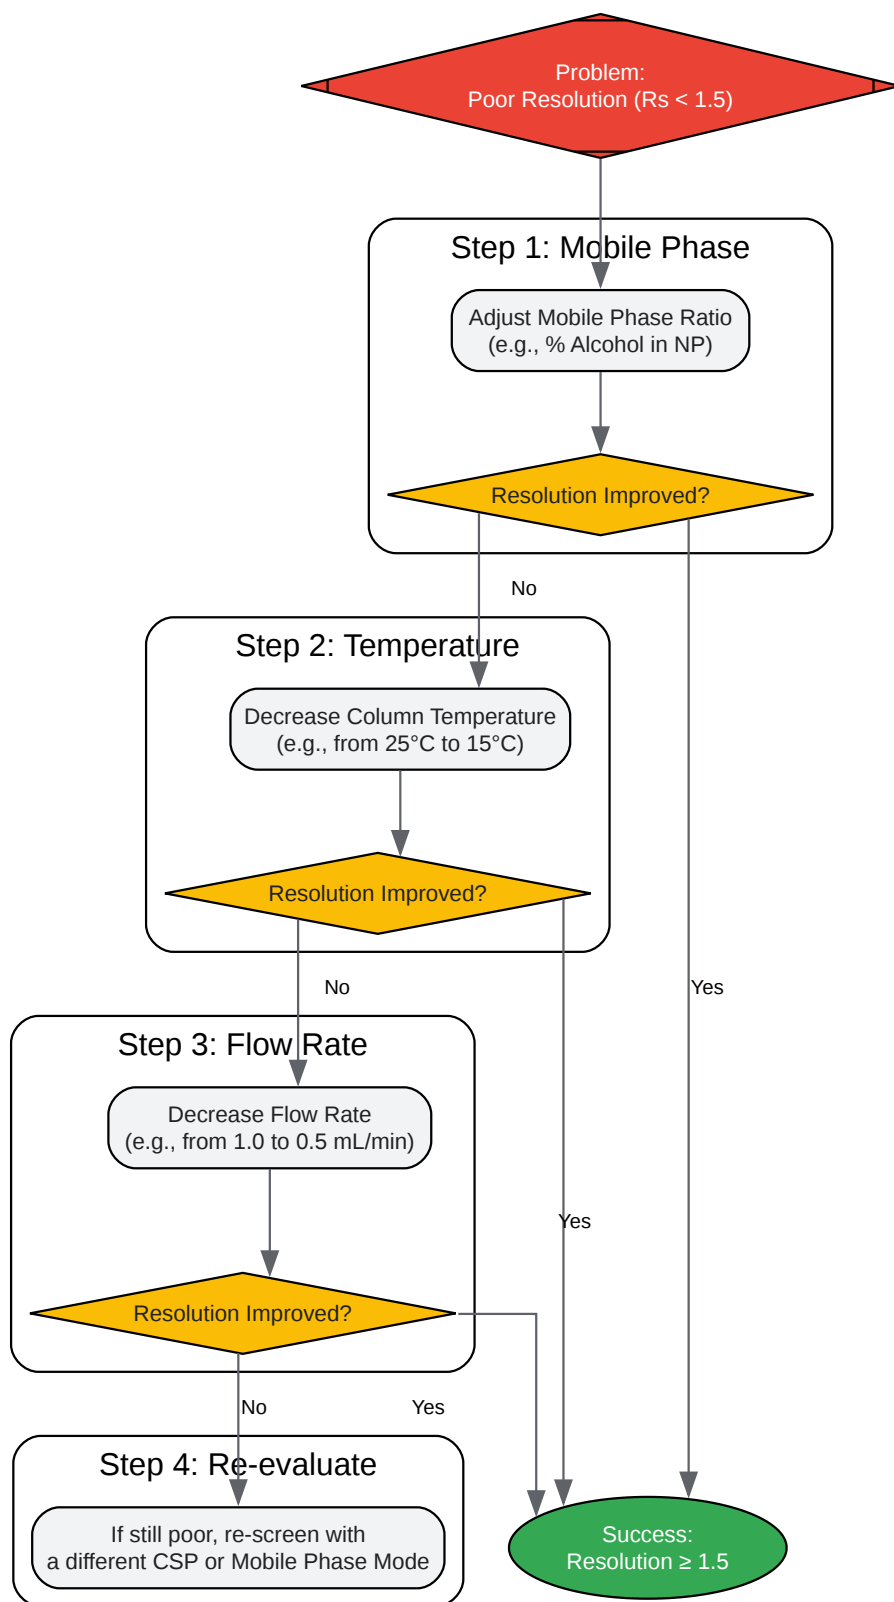 Problem:
Poor Resolution (Rs < 1.5)
Step 1: Mobile Phase
Adjust Mobile Phase Ratio
(e.g., % Alcohol in NP)
Resolution Improved?
No
Step 2: Temperature
Decrease Column Temperature
(e.g., from 25°C to 15°C)
Resolution Improved?
No
Yes
Step 3: Flow Rate
Decrease Flow Rate
(e.g., from 1.0 to 0.5 mL/min)
Yes
Resolution Improved?
No
Yes
Step 4: Re-evaluate
If still poor, re-screen with
a different CSP or Mobile Phase Mode
Success:
Resolution ≥ 1.5